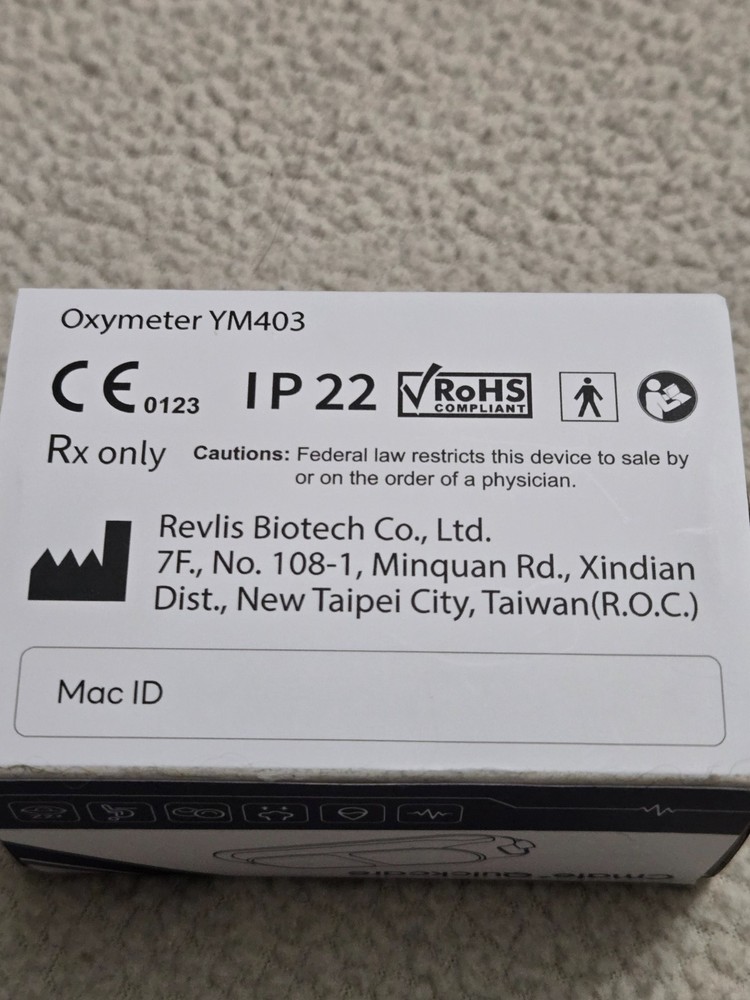 Oxymeter YM403
CE 0123 IP 22 RoHS
COMPLIANT
Rx only Cautions: Federal law restricts this device to sale by
or on the order of a physician.
Revlis Biotech Co., Ltd.
7F., No. 108-1, Minquan Rd., Xindian
Dist., New Taipei City, Taiwan(R.O.C.)
Mac ID